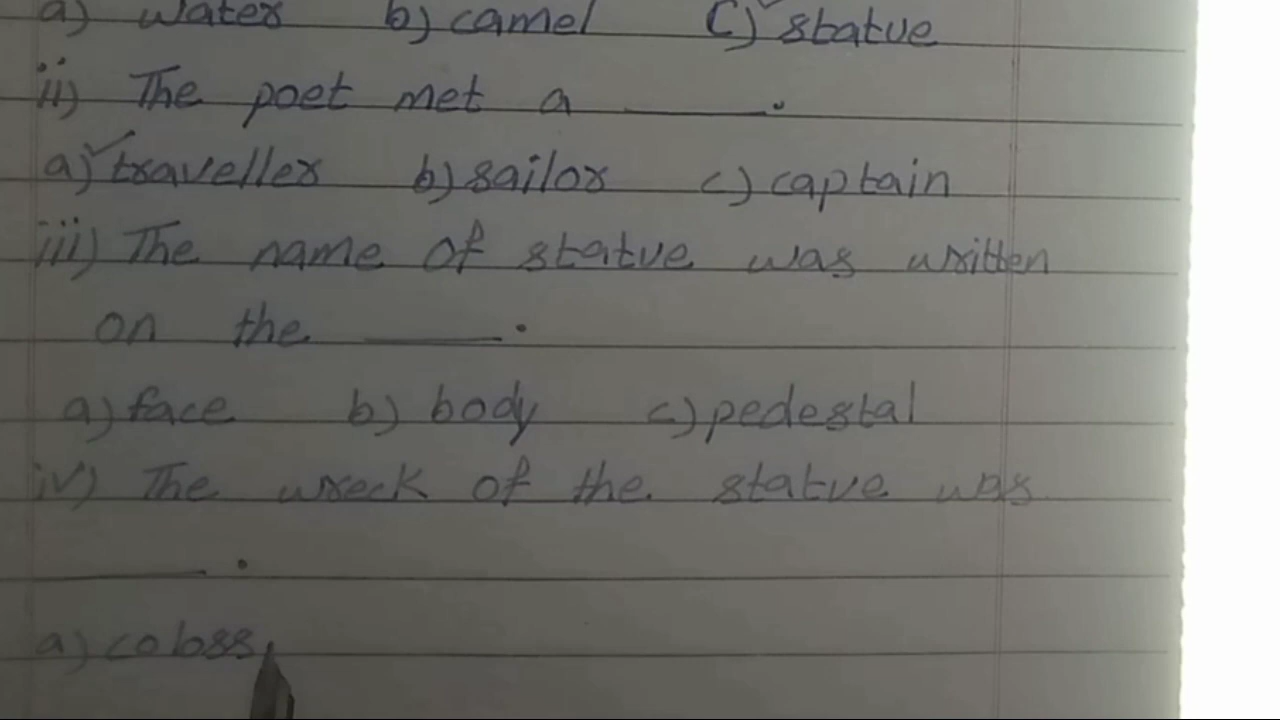 a) water b) camel c) statue
ii) The poet met a ______.
a) traveller b) sailor c) captain
iii) The name of statue was written
on the ______.
a) face b) body c) pedestal
iv) The wreck of the statue was
______.
a) coloss